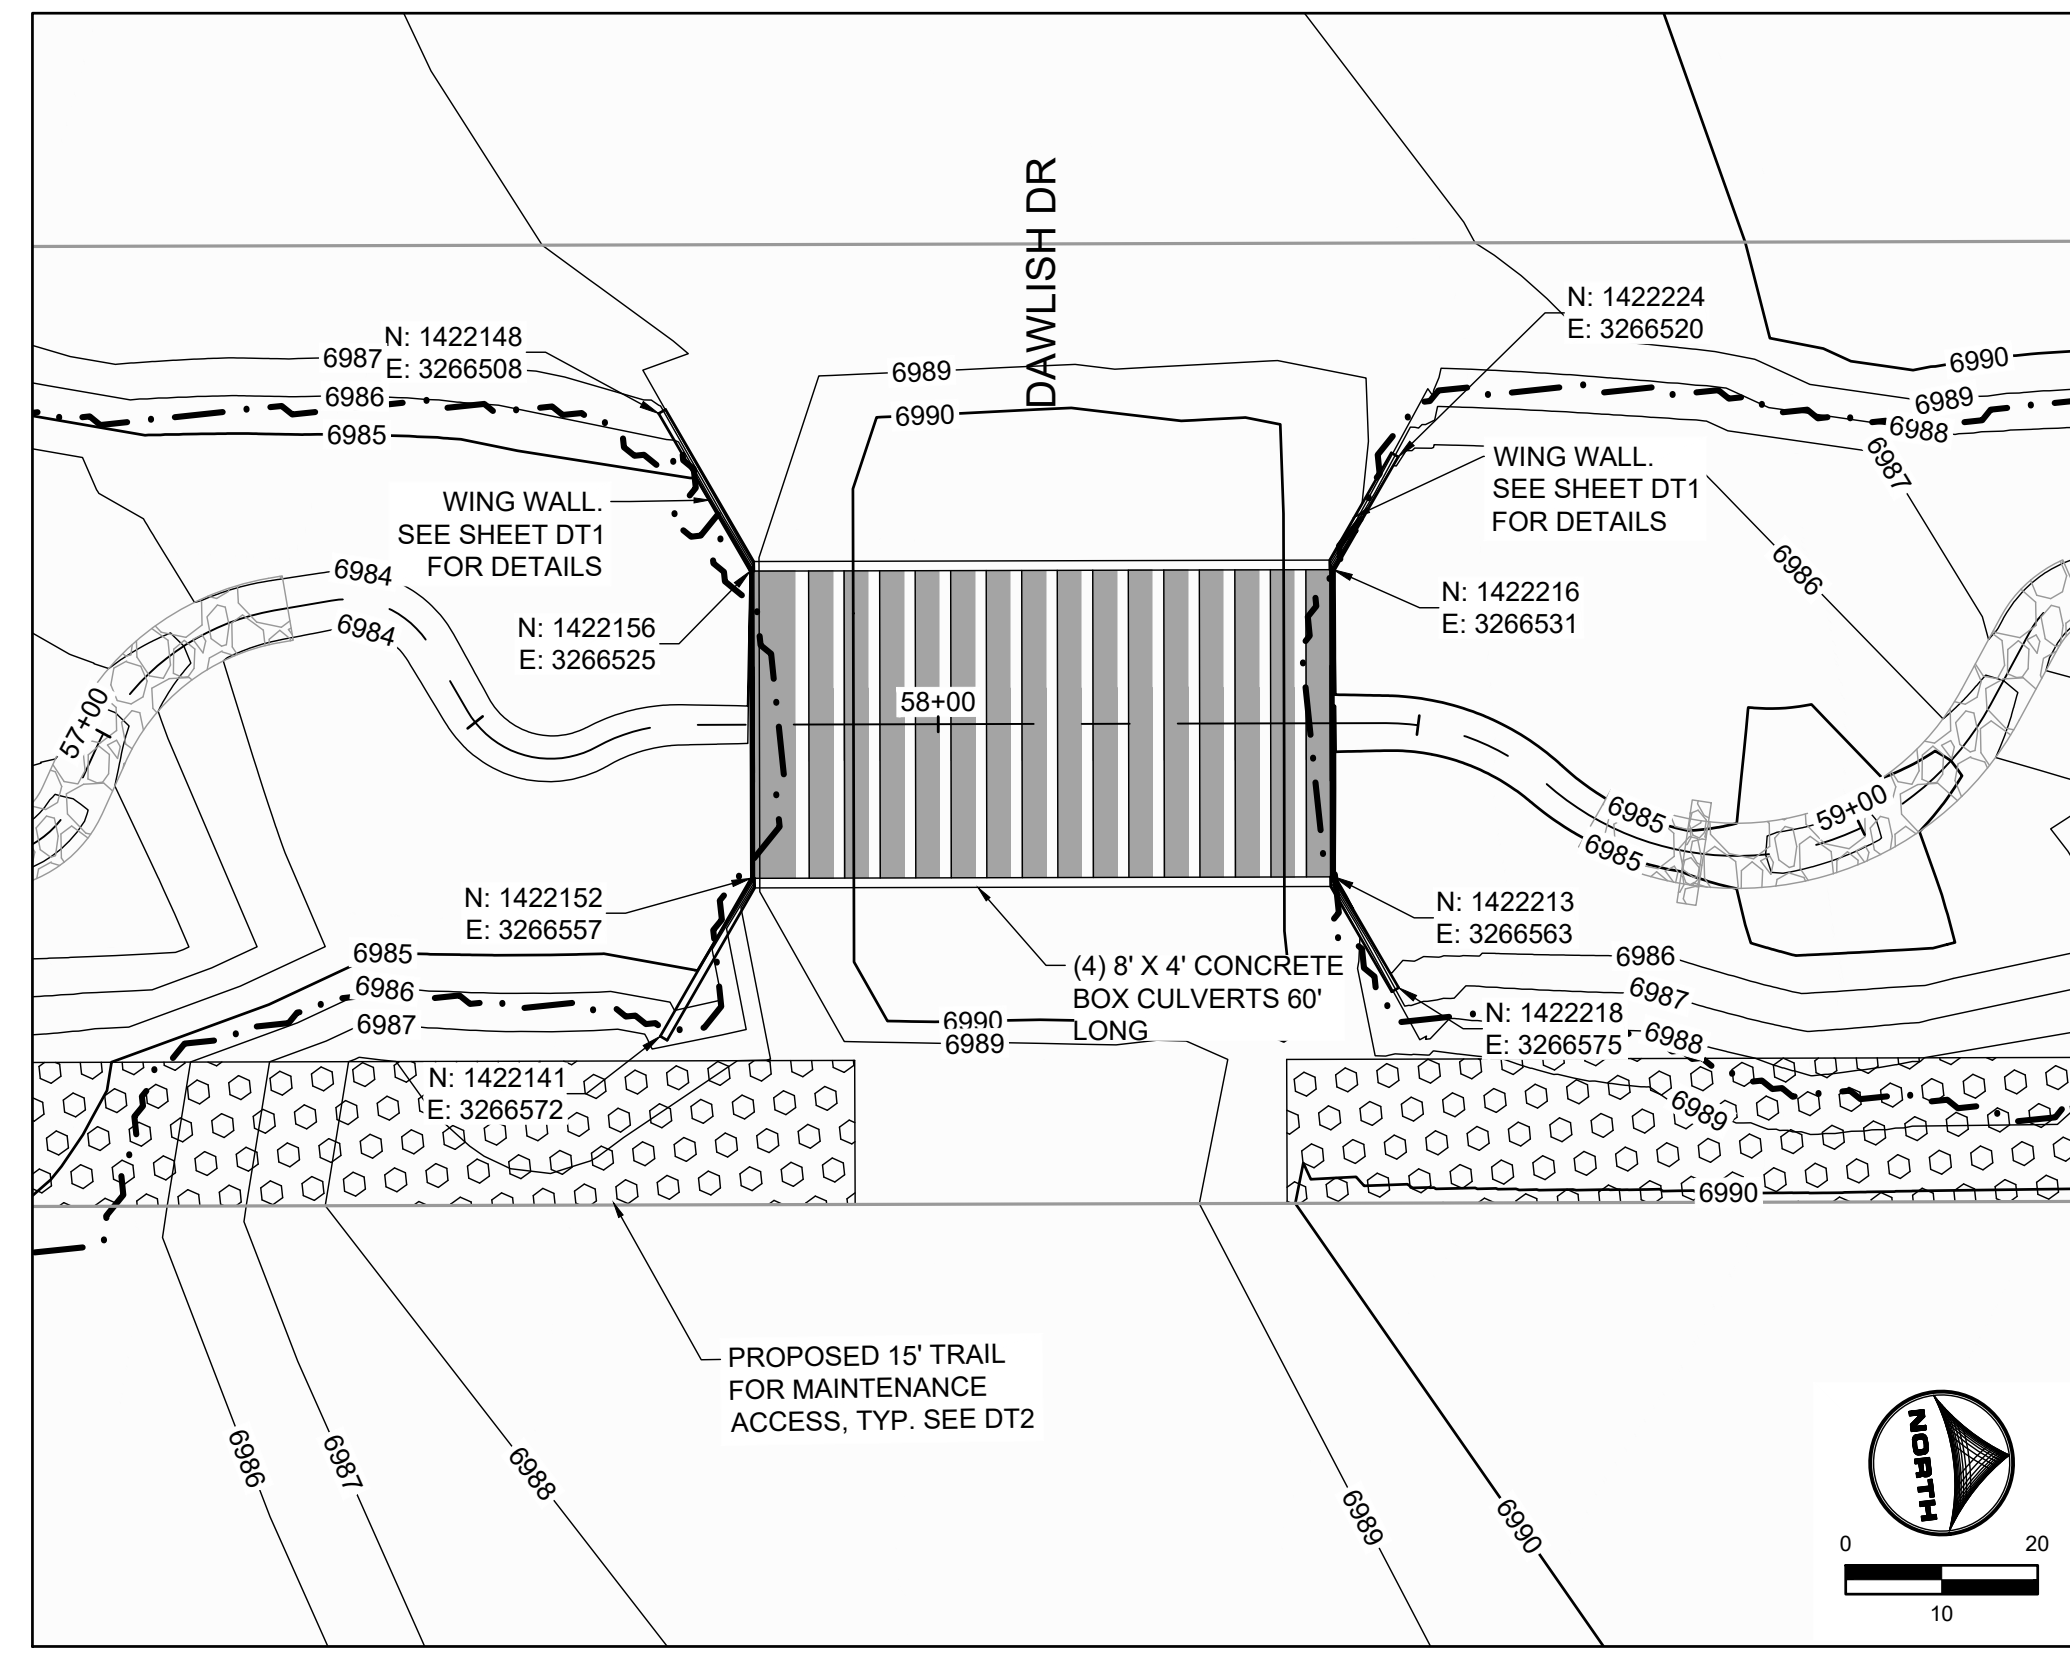 DAWLISH DR
N: 1422148
E: 3266508
6987
6986
6985
N: 1422224
E: 3266520
6990
6989
6988
6987
6986
6989
6990
WING WALL.
SEE SHEET DT1
FOR DETAILS
WING WALL.
SEE SHEET DT1
FOR DETAILS
6984
6984
N: 1422156
E: 3266525
N: 1422216
E: 3266531
57+00
58+00
59+00
6985
6985
N: 1422152
E: 3266557
N: 1422213
E: 3266563
6985
6986
6987
(4) 8' X 4' CONCRETE
BOX CULVERTS 60'
LONG
6990
6989
6986
6987
6988
N: 1422218
E: 3266575
N: 1422141
E: 3266572
6989
6990
PROPOSED 15' TRAIL
FOR MAINTENANCE
ACCESS, TYP. SEE DT2
6986
6987
6988
6989
6990
NORTH
0
20
10